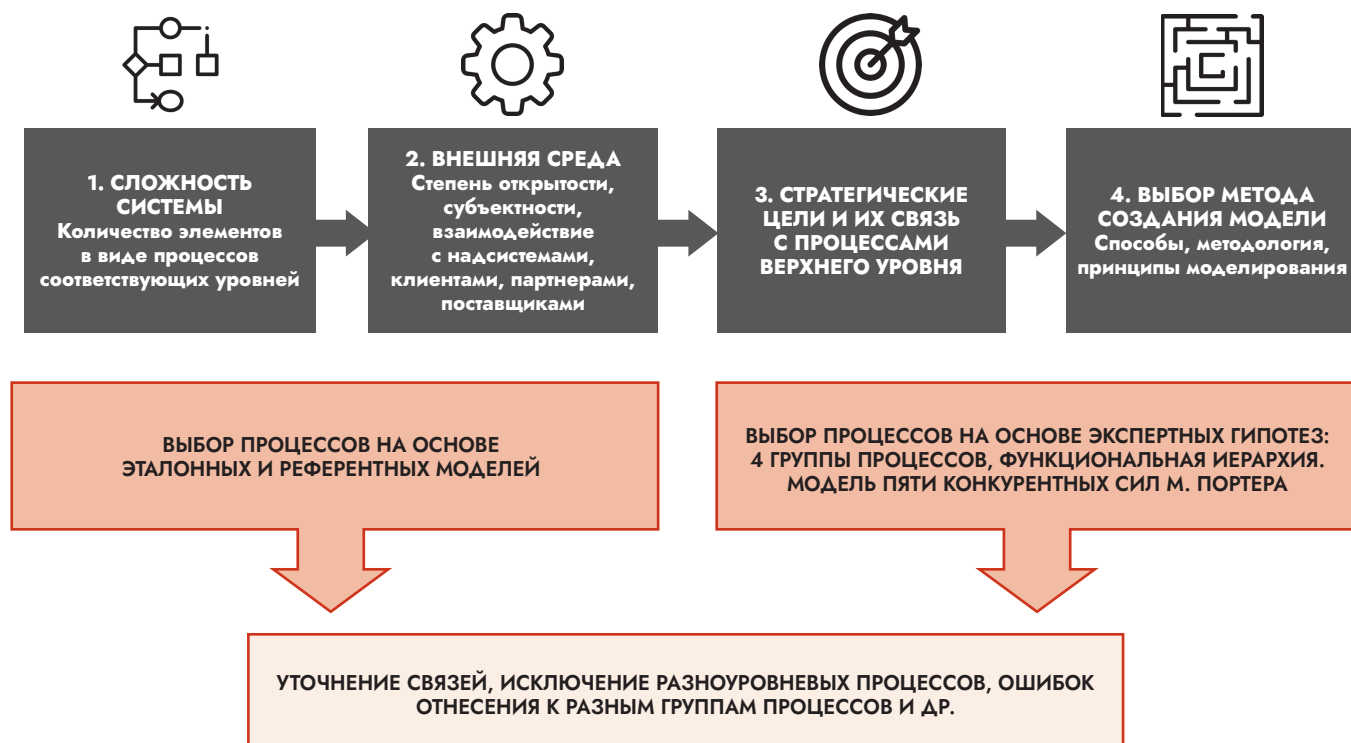 1. СЛОЖНОСТЬ
СИСТЕМЫ
Количество элементов
в виде процессов
соответствующих уровней
2. ВНЕШНЯЯ СРЕДА
Степень открытости,
субъектности,
взаимодействие
с надсистемами,
клиентами, партнерами,
поставщиками
3. СТРАТЕГИЧЕСКИЕ
ЦЕЛИ И ИХ СВЯЗЬ
С ПРОЦЕССАМИ
ВЕРХНЕГО УРОВНЯ
4. ВЫБОР МЕТОДА
СОЗДАНИЯ МОДЕЛИ
Способы, методология,
принципы моделирования
ВЫБОР ПРОЦЕССОВ НА ОСНОВЕ
ЭТАЛОННЫХ И РЕФЕРЕНТНЫХ МОДЕЛЕЙ
ВЫБОР ПРОЦЕССОВ НА ОСНОВЕ ЭКСПЕРТНЫХ ГИПОТЕЗ:
4 ГРУППЫ ПРОЦЕССОВ, ФУНКЦИОНАЛЬНАЯ ИЕРАРХИЯ.
МОДЕЛЬ ПЯТИ КОНКУРЕНТНЫХ СИЛ М. ПОРТЕРА
УТОЧНЕНИЕ СВЯЗЕЙ, ИСКЛЮЧЕНИЕ РАЗНОУРОВНЕВЫХ ПРОЦЕССОВ, ОШИБОК
ОТНЕСЕНИЯ К РАЗНЫМ ГРУППАМ ПРОЦЕССОВ И ДР.